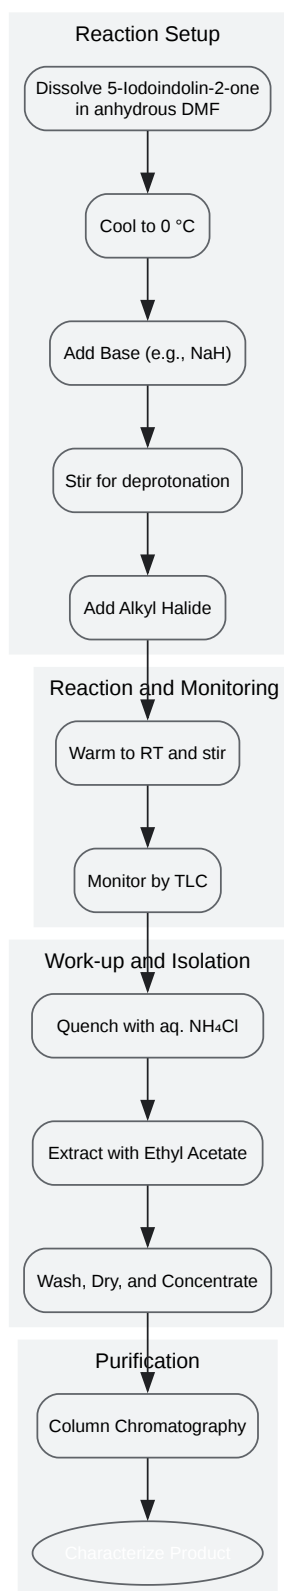 Reaction Setup
Dissolve 5-Iodoindolin-2-one
in anhydrous DMF
Cool to 0 °C
Add Base (e.g., NaH)
Stir for deprotonation
Add Alkyl Halide
Reaction and Monitoring
Warm to RT and stir
Monitor by TLC
Work-up and Isolation
Quench with aq. NH₄Cl
Extract with Ethyl Acetate
Wash, Dry, and Concentrate
Purification
Column Chromatography
Characterize Product